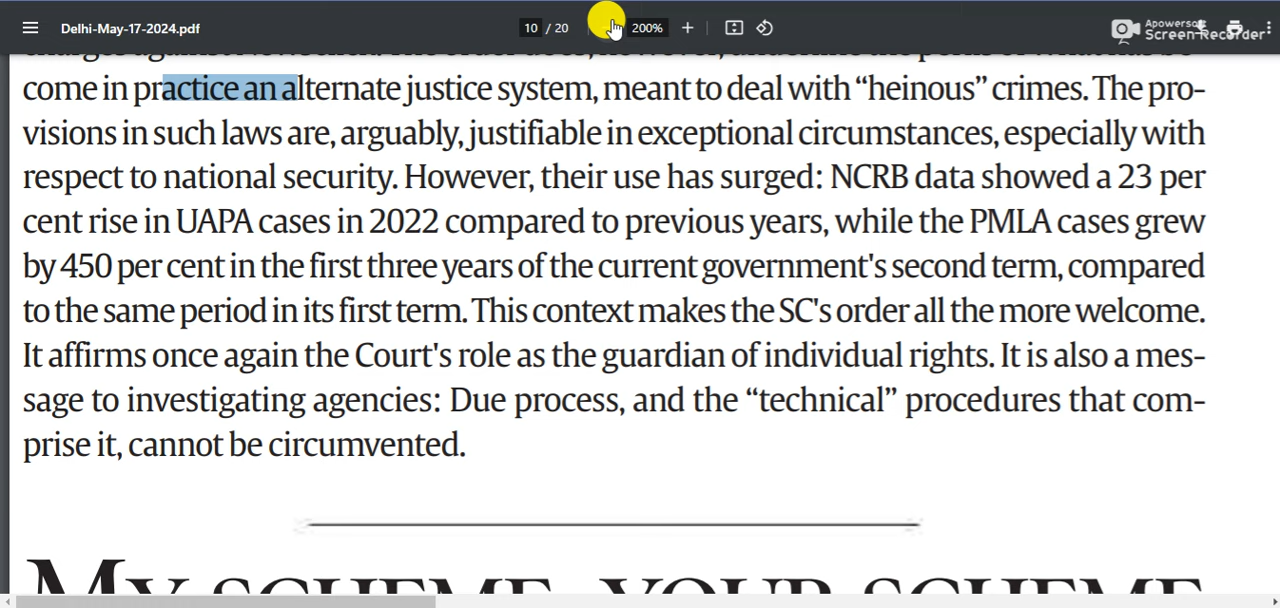 Delhi-May-17-2024.pdf
10 / 20
200%
Apowersoft
Screen Recorder
come in practice an alternate justice system, meant to deal with “heinous” crimes. The pro-
visions in such laws are, arguably, justifiable in exceptional circumstances, especially with
respect to national security. However, their use has surged: NCRB data showed a 23 per
cent rise in UAPA cases in 2022 compared to previous years, while the PMLA cases grew
by 450 per cent in the first three years of the current government's second term, compared
to the same period in its first term. This context makes the SC's order all the more welcome.
It affirms once again the Court's role as the guardian of individual rights. It is also a mes-
sage to investigating agencies: Due process, and the “technical” procedures that com-
prise it, cannot be circumvented.
MY SCHEME, YOUR SCHEME